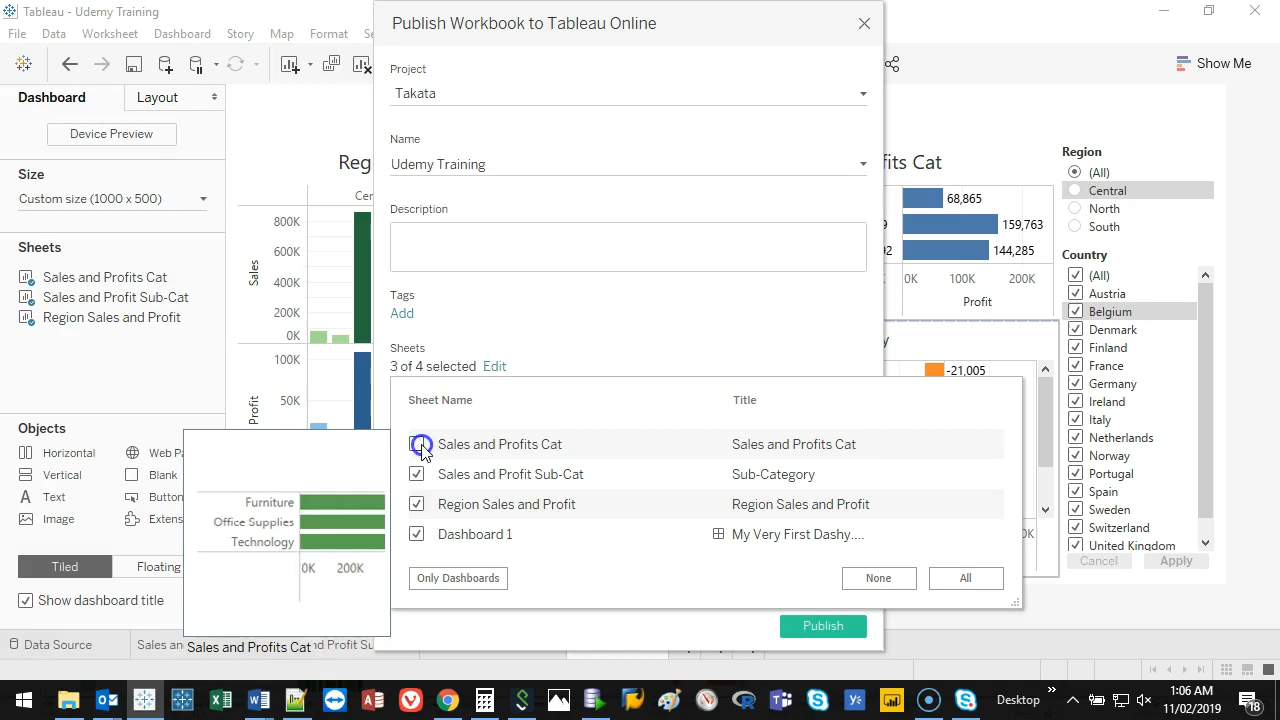 Tableau - Udemy Training
File Data Worksheet Dashboard Story Map Format
Publish Workbook to Tableau Online
Show Me
Dashboard
Layout
Device Preview
Size
Custom size (1000 x 500)
Sheets
Sales and Profits Cat
Sales and Profit Sub-Cat
Region Sales and Profit
Objects
Horizontal
Vertical
Blank
Text
Image
Tiled
Floating
Show dashboard title
Data Source
Reg
800K
600K
400K
200K
0K
Sales
100K
50K
Profit
Project
Takata
Name
Udemy Training
Description
Tags
Add
Sheets
3 of 4 selected Edit
Sheet Name Title
Sales and Profits Cat Sales and Profits Cat
Sales and Profit Sub-Cat Sub-Category
Region Sales and Profit Region Sales and Profit
Dashboard 1 My Very First Dashy....
Only Dashboards None All
Publish
Furniture
Office Supplies
Technology
0K 200K
Sales and Profits Cat
fits Cat
68,865
159,763
144,285
0K 100K 200K
Profit
-21,005
Region
(All)
Central
North
South
Country
(All)
Austria
Belgium
Denmark
Finland
France
Germany
Ireland
Italy
Netherlands
Norway
Portugal
Spain
Sweden
Switzerland
United Kingdom
Cancel Apply
Desktop
1:06 AM
11/02/2019
18